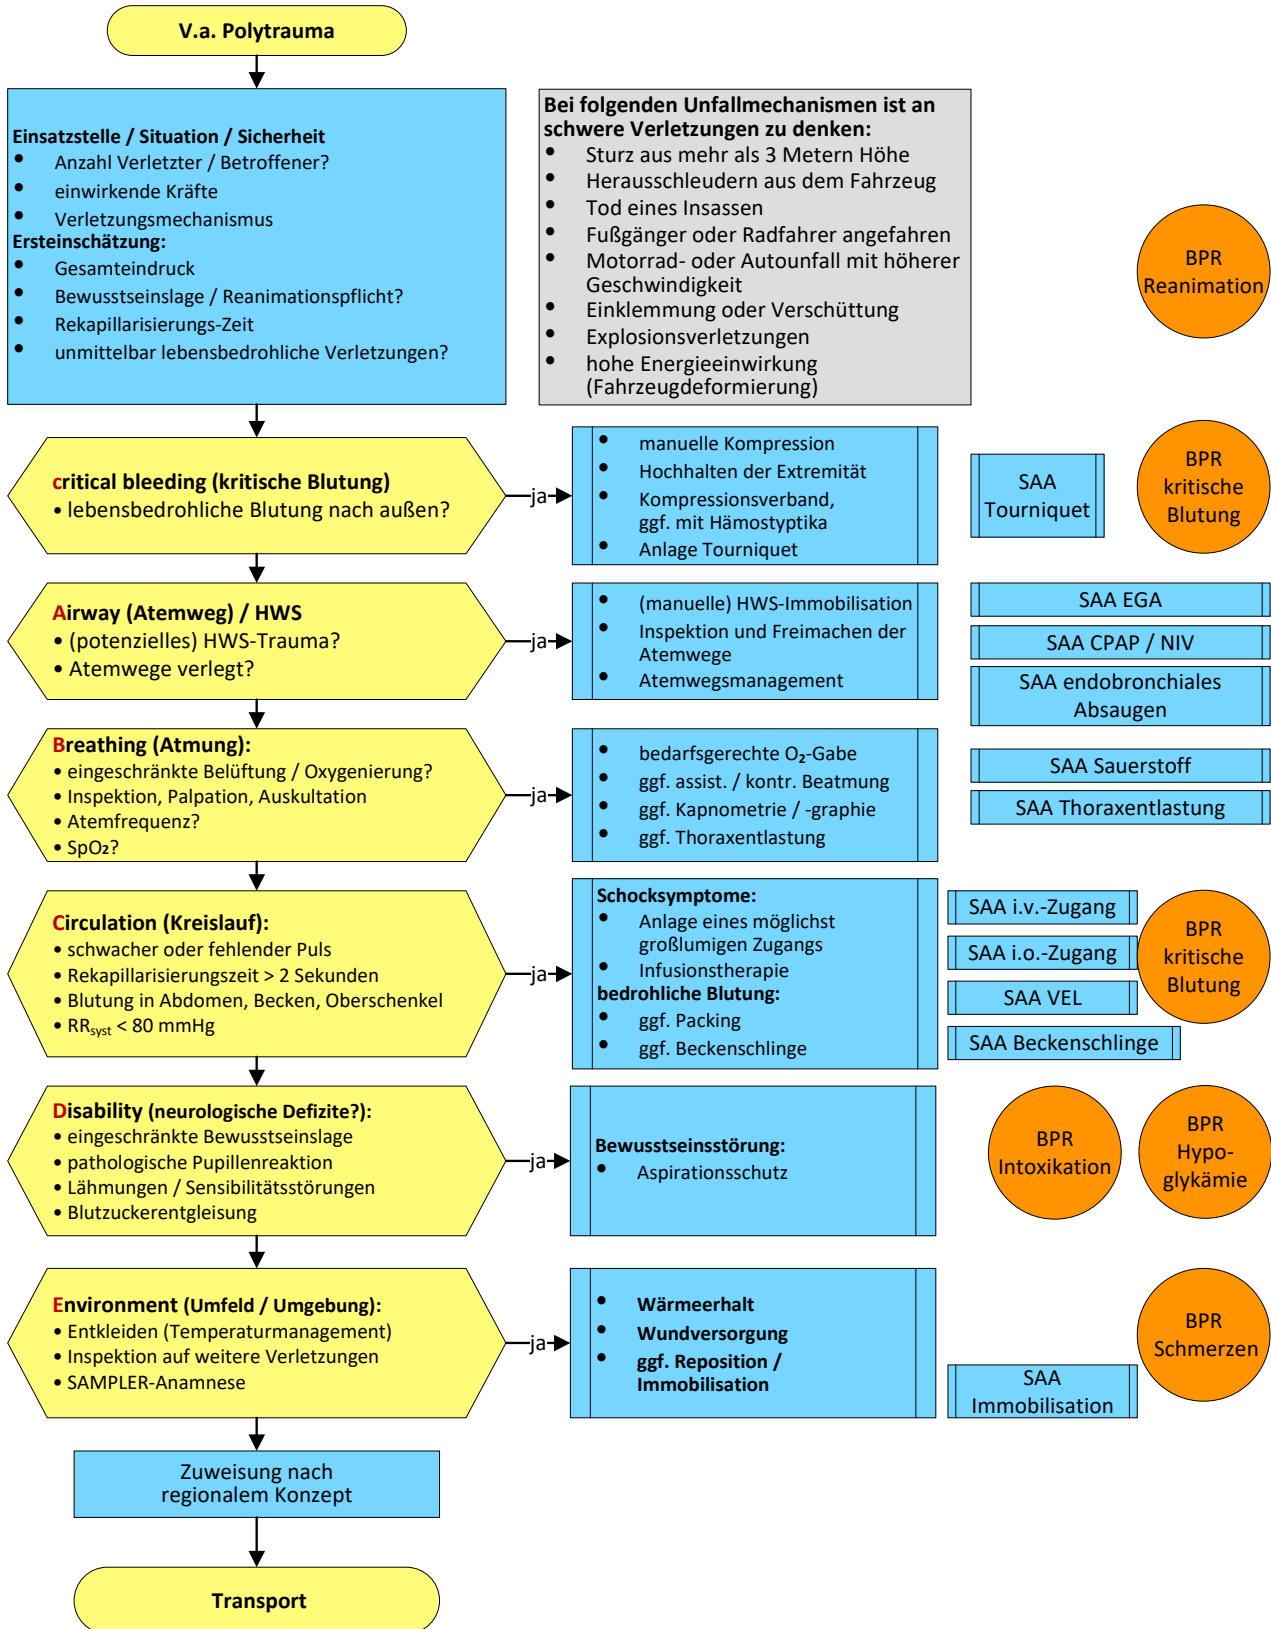 V.a. Polytrauma
Einsatzstelle / Situation / Sicherheit
• Anzahl Verletzter / Betroffener?
• einwirkende Kräfte
• Verletzungsmechanismus
Ersteinschätzung:
• Gesamteindruck
• Bewusstseinslage / Reanimationspflicht?
• Rekapillarisierungs-Zeit
• unmittelbar lebensbedrohliche Verletzungen?
Bei folgenden Unfallmechanismen ist an
schwere Verletzungen zu denken:
• Sturz aus mehr als 3 Metern Höhe
• Herausschleudern aus dem Fahrzeug
• Tod eines Insassen
• Fußgänger oder Radfahrer angefahren
• Motorrad- oder Autounfall mit höherer
Geschwindigkeit
• Einklemmung oder Verschüttung
• Explosionsverletzungen
• hohe Energieeinwirkung
(Fahrzeugdeformierung)
BPR
Reanimation
critical bleeding (kritische Blutung)
• lebensbedrohliche Blutung nach außen?
ja
• manuelle Kompression
• Hochhalten der Extremität
• Kompressionsverband,
ggf. mit Hämostyptika
• Anlage Tourniquet
SAA
Tourniquet
BPR
kritische
Blutung
Airway (Atemweg) / HWS
• (potenzielles) HWS-Trauma?
• Atemwege verlegt?
ja
• (manuelle) HWS-Immobilisation
• Inspektion und Freimachen der
Atemwege
• Atemwegsmanagement
SAA EGA
SAA CPAP / NIV
SAA endobronchiales
Absaugen
Breathing (Atmung):
• eingeschränkte Belüftung / Oxygenierung?
• Inspektion, Palpation, Auskultation
• Atemfrequenz?
• SpO₂?
ja
• bedarfsgerechte O₂-Gabe
• ggf. assist. / kontr. Beatmung
• ggf. Kapnometrie / -graphie
• ggf. Thoraxentlastung
SAA Sauerstoff
SAA Thoraxentlastung
Circulation (Kreislauf):
• schwacher oder fehlender Puls
• Rekapillarisierungszeit > 2 Sekunden
• Blutung in Abdomen, Becken, Oberschenkel
• RRsyst < 80 mmHg
ja
Schocksymptome:
• Anlage eines möglichst
großlumigen Zugangs
• Infusionstherapie
bedrohliche Blutung:
• ggf. Packing
• ggf. Beckenschlinge
SAA i.v.-Zugang
SAA i.o.-Zugang
SAA VEL
SAA Beckenschlinge
BPR
kritische
Blutung
Disability (neurologische Defizite?):
• eingeschränkte Bewusstseinslage
• pathologische Pupillenreaktion
• Lähmungen / Sensibilitätsstörungen
• Blutzuckerentgleisung
ja
Bewusstseinsstörung:
• Aspirationsschutz
BPR
Intoxikation
BPR
Hypo-
glykämie
Environment (Umfeld / Umgebung):
• Entkleiden (Temperaturmanagement)
• Inspektion auf weitere Verletzungen
• SAMPLER-Anamnese
ja
• Wärmeerhalt
• Wundversorgung
• ggf. Reposition /
Immobilisation
SAA
Immobilisation
BPR
Schmerzen
Zuweisung nach
regionalem Konzept
Transport